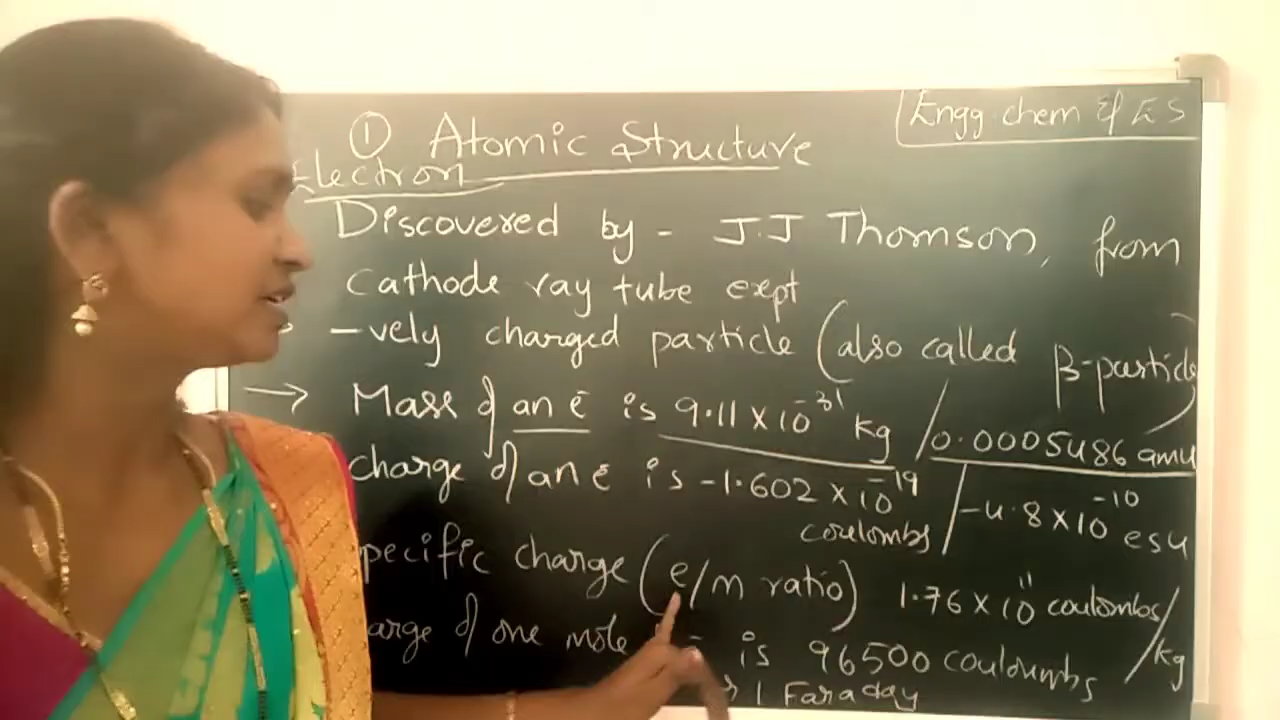 Engg. chem & ES
① Atomic Structure
Electron
Discovered by - J.J Thomson, from
cathode ray tube expt
-vely charged particle (also called β-particle)
→ Mass of an e̅ is 9.11 x 10⁻³¹ kg / 0.0005486 amu
charge of an e̅ is -1.602 x 10⁻¹⁹ coulombs / -4.8 x 10⁻¹⁰ esu
pecific charge (e/m ratio) 1.76 x 10¹¹ coulombs/kg
arge of one mole is 96500 couloumbs
1 Faraday